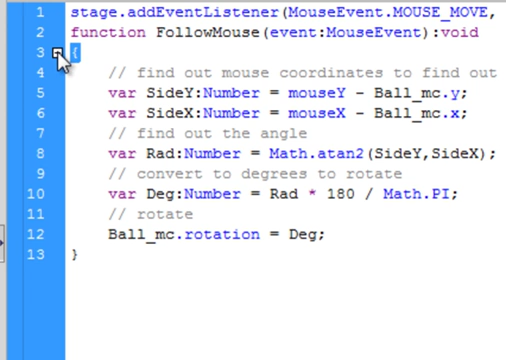 1 stage.addEventListener(MouseEvent.MOUSE_MOVE,
2 function FollowMouse(event:MouseEvent):void
3 {
4 // find out mouse coordinates to find out
5 var SideY:Number = mouseY - Ball_mc.y;
6 var SideX:Number = mouseX - Ball_mc.x;
7 // find out the angle
8 var Rad:Number = Math.atan2(SideY,SideX);
9 // convert to degrees to rotate
10 var Deg:Number = Rad * 180 / Math.PI;
11 // rotate
12 Ball_mc.rotation = Deg;
13 }